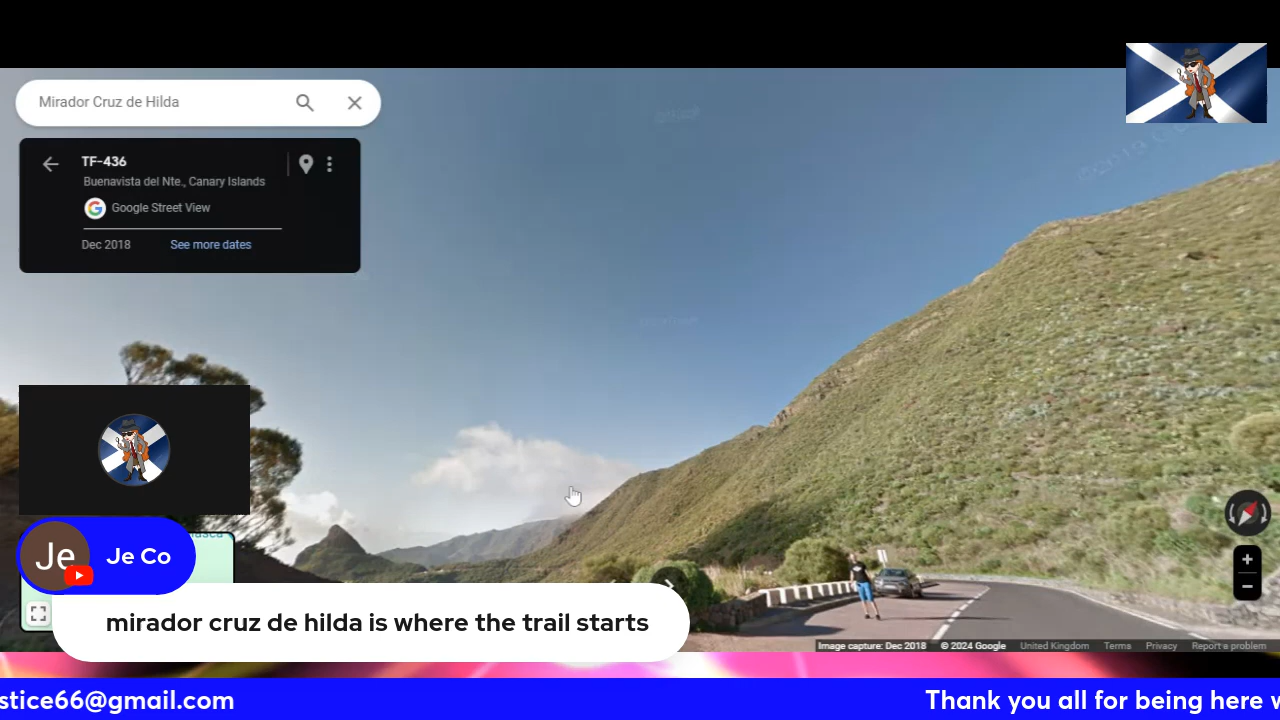 Mirador Cruz de Hilda
TF-436
Buenavista del Nte., Canary Islands
Google Street View
Dec 2018
See more dates
Je
Je Co
mirador cruz de hilda is where the trail starts
Image capture: Dec 2018
© 2024 Google
United Kingdom
Terms
Privacy
Report a problem
stice66@gmail.com
Thank you all for being here w